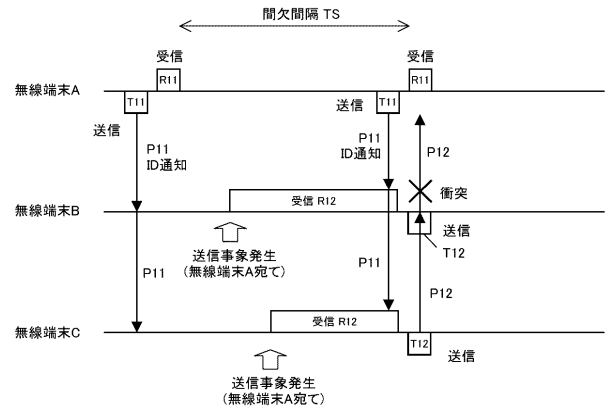 間欠間隔 TS
受信
受信
R11
R11
無線端末A
T11
送信
T11
送信
P11
ID通知
P11
ID通知
P12
衝突
受信 R12
無線端末B
送信
T12
送信事象発生
(無線端末A宛て)
P11
P11
P12
受信 R12
無線端末C
T12
送信
送信事象発生
(無線端末A宛て)